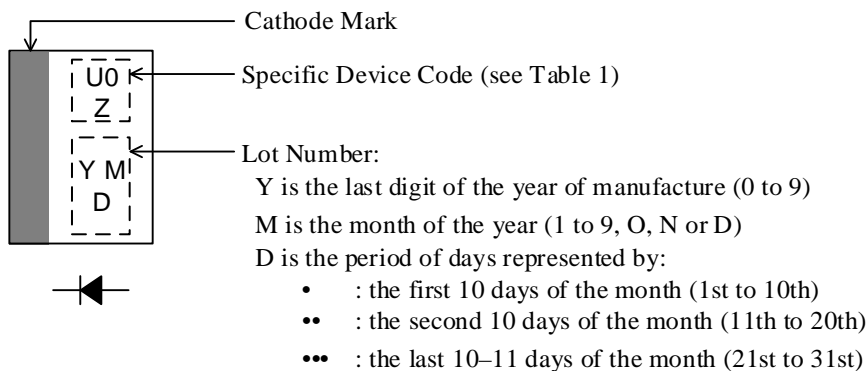 Cathode Mark
U0
Z
Specific Device Code (see Table 1)
Y M
D
Lot Number:
Y is the last digit of the year of manufacture (0 to 9)
M is the month of the year (1 to 9, O, N or D)
D is the period of days represented by:
• : the first 10 days of the month (1st to 10th)
•• : the second 10 days of the month (11th to 20th)
••• : the last 10–11 days of the month (21st to 31st)